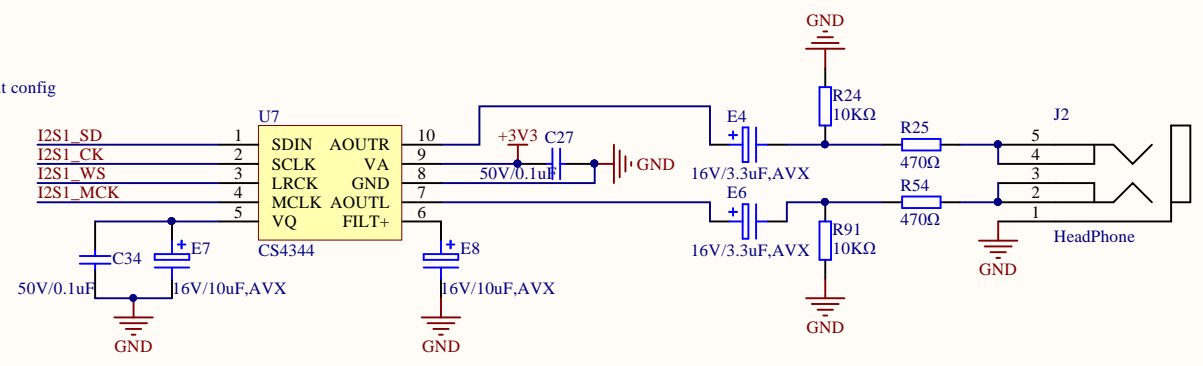 GND
t config
R24
10KΩ
U7
E4
J2
I2S1_SD
1
SDIN
AOUTR
10
+3V3
C27
R25
5
I2S1_CK
2
SCLK
VA
9
4
I2S1_WS
3
LRCK
GND
8
50V/0.1uF
GND
16V/3.3uF,AVX
470Ω
3
I2S1_MCK
4
MCLK
AOUTL
7
E6
R54
2
5
VQ
FILT+
6
470Ω
1
C34
E7
CS4344
E8
16V/3.3uF,AVX
R91
10KΩ
HeadPhone
GND
50V/0.1uF
16V/10uF,AVX
16V/10uF,AVX
GND
GND
GND